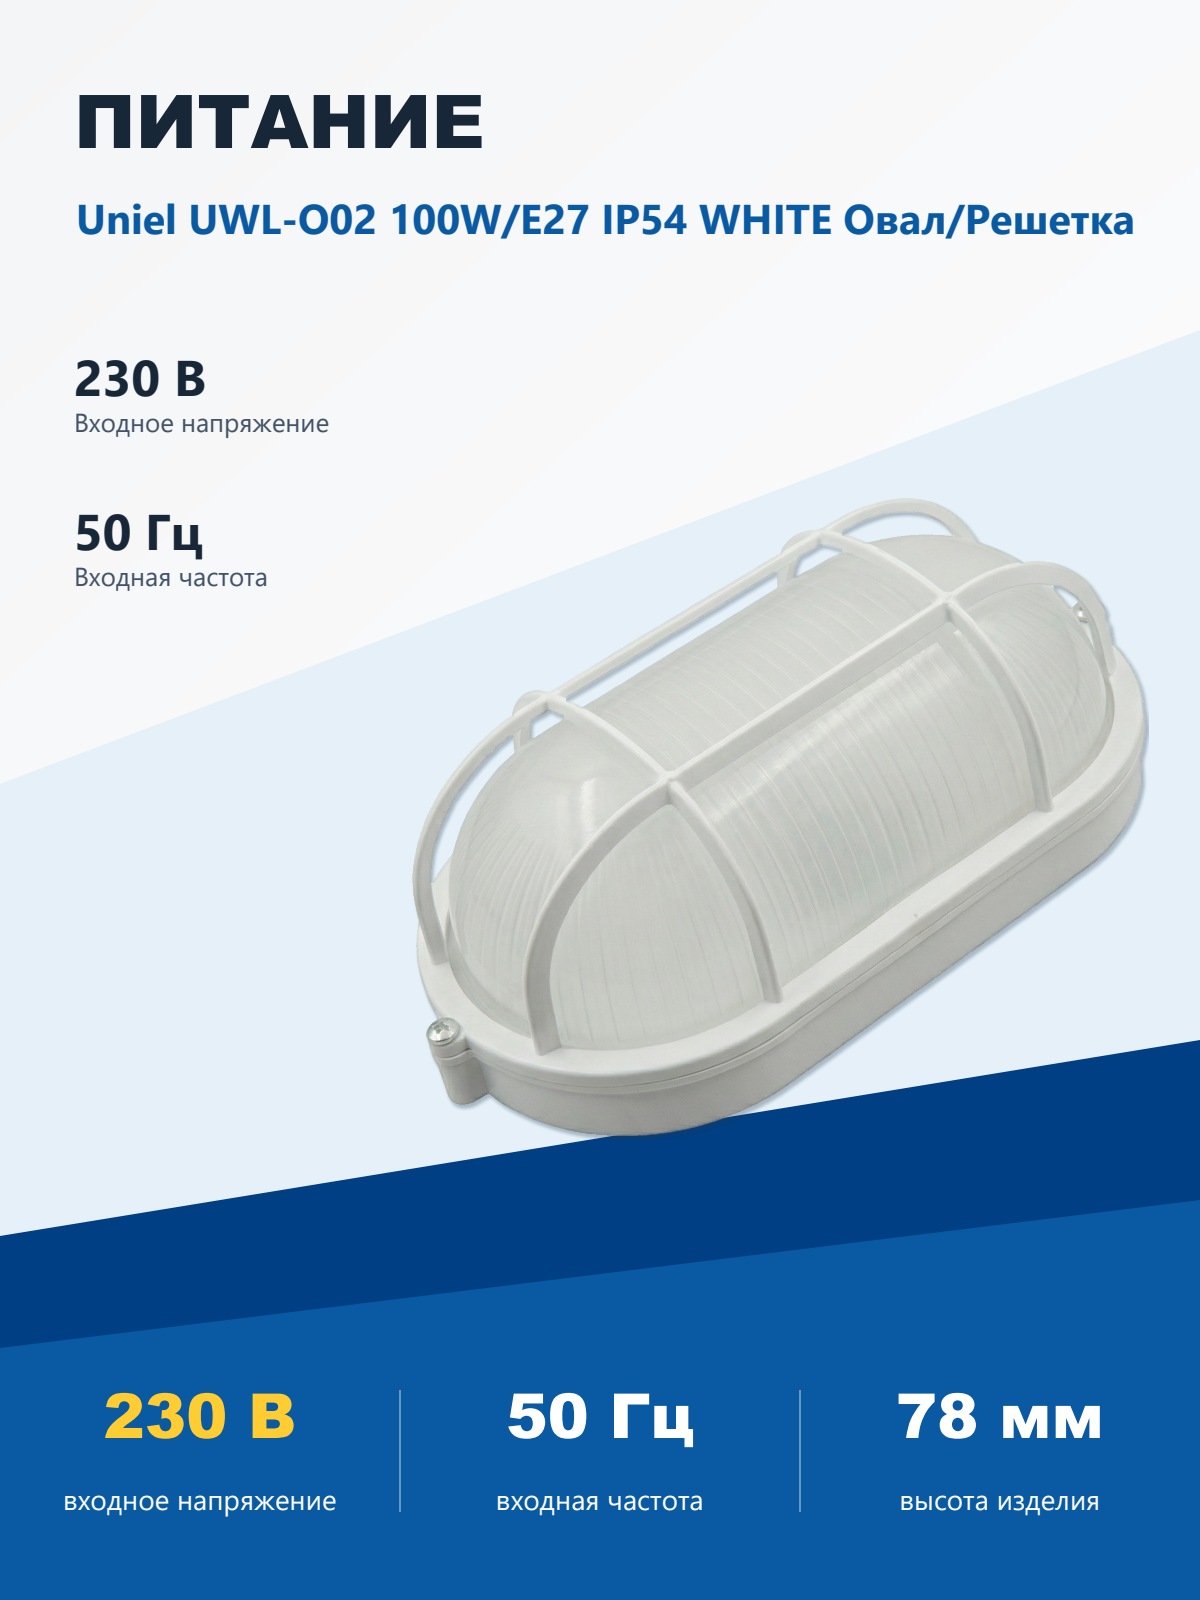 ПИТАНИЕ
Uniel UWL-O02 100W/E27 IP54 WHITE Овал/Решетка
230 В
Входное напряжение
50 Гц
Входная частота
230 В
входное напряжение
50 Гц
входная частота
78 мм
высота изделия